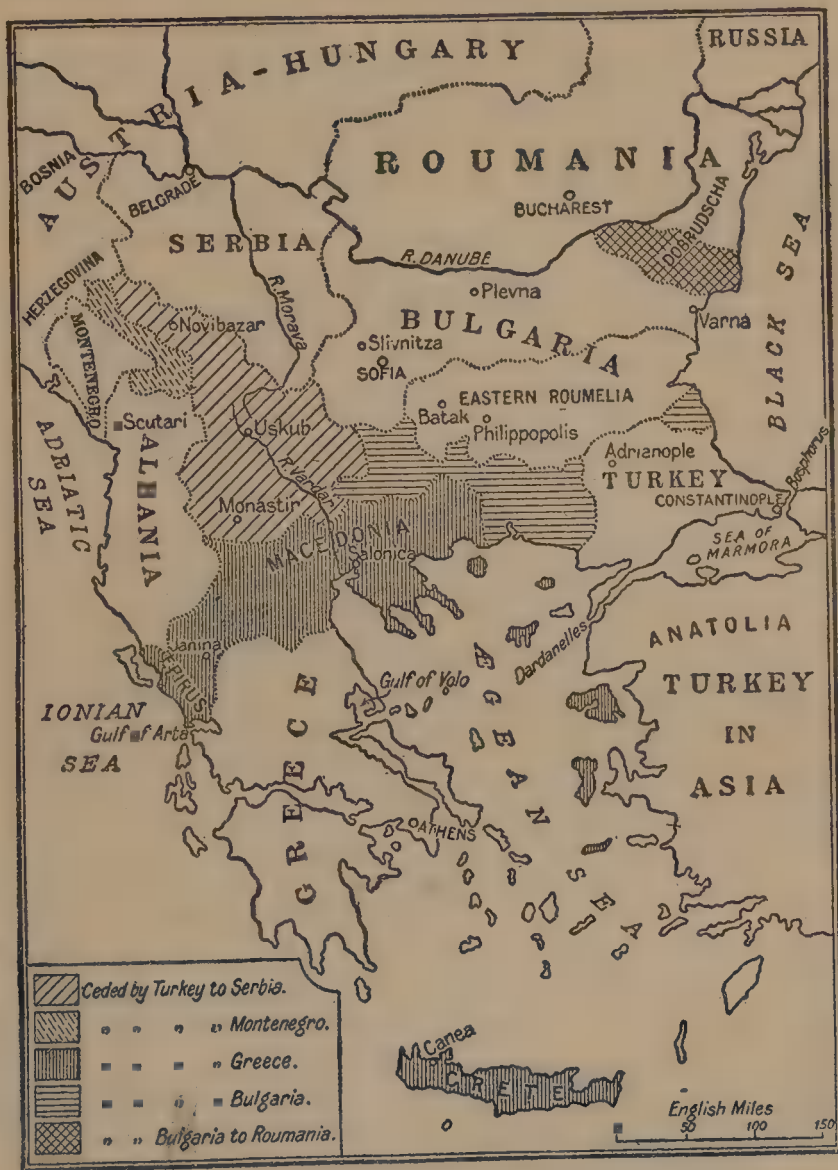 RUSSIA
AUSTRIA-HUNGARY
ROUMANIA
BOSNIA
BELGRADE
BUCHAREST
DOBRUDSCHA
SERBIA
R. DANUBE
HERZEGOVINA
R. Morava
Plevna
BLACK SEA
MONTENEGRO
Novibazar
BULGARIA
Varna
Slivnitza
SOFIA
EASTERN ROUMELIA
Batak
Philippopolis
Scutari
Uskub
ADRIATIC
SEA
ALBANIA
R. Vardar
Adrianople
TURKEY
Bosphorus
CONSTANTINOPLE
Monastir
MACEDONIA
Salonica
SEA OF
MARMORA
Dardanelles
ANATOLIA
Janina
EPIRUS
Gulf of Volo
AEGEAN SEA
TURKEY
IN
ASIA
IONIAN
SEA
Gulf of Arta
GREECE
ATHENS
Canea
CRETE
Ceded by Turkey to Serbia.
" " " " Montenegro.
" " " " Greece.
" " " " Bulgaria.
" " Bulgaria to Roumania.
English Miles
50 100 150